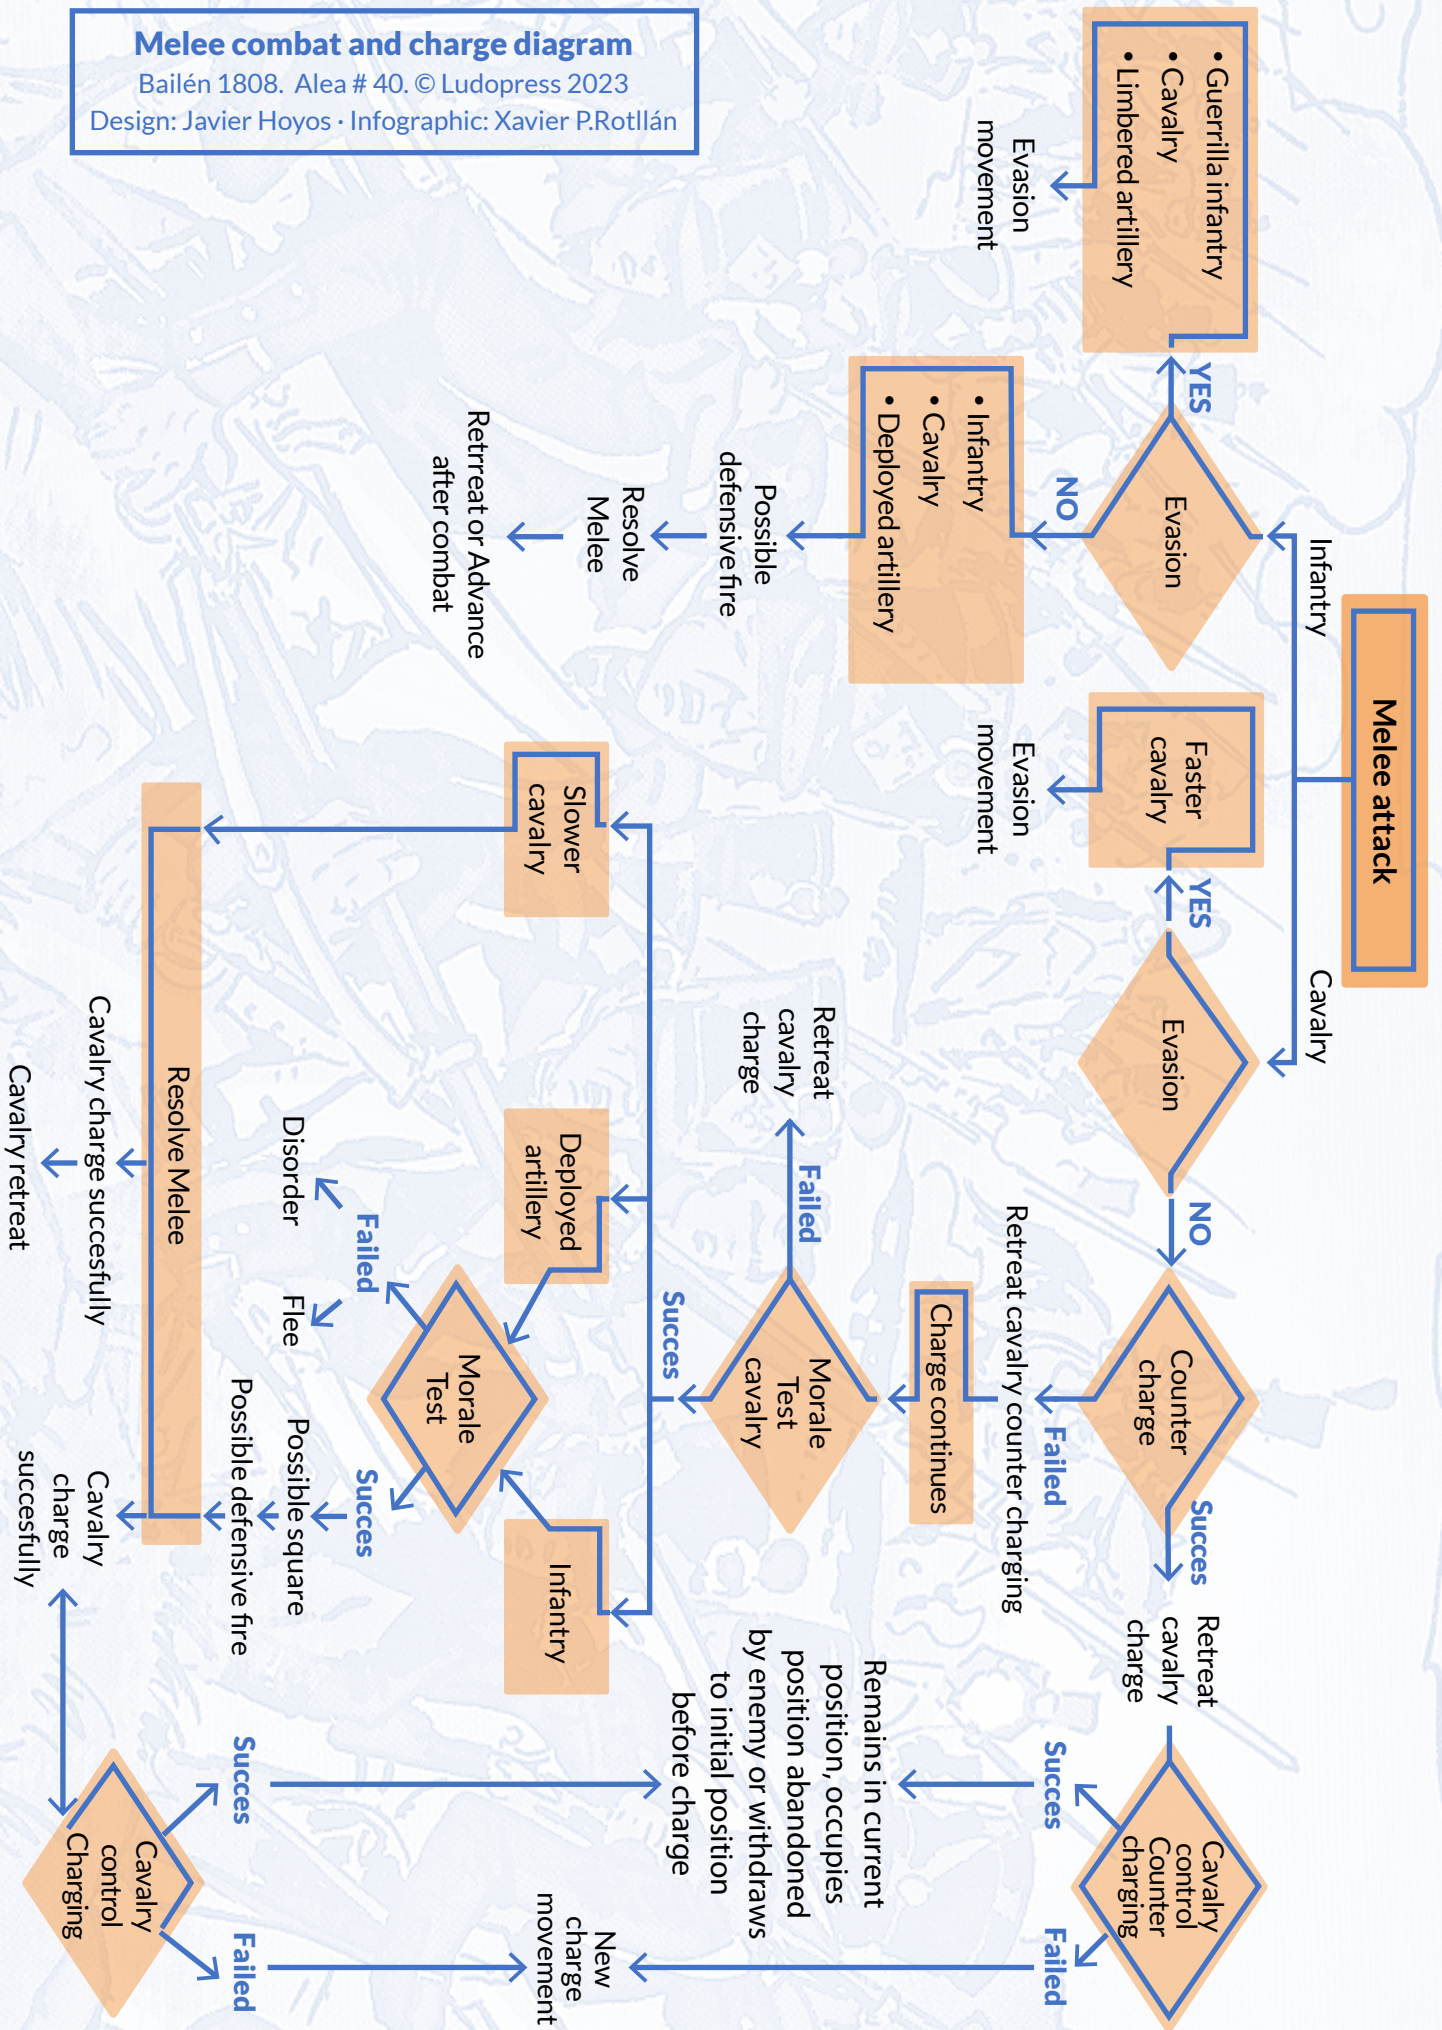 Melee combat and charge diagram
Bailén 1808. Alea # 40. © Ludopress 2023
Design: Javier Hoyos · Infographic: Xavier P.Rotllán
Melee attack
Infantry
Cavalry
Evasion
YES
• Guerrilla infantry
• Cavalry
• Limbered artillery
Evasion
movement
NO
• Infantry
• Cavalry
• Deployed artillery
Possible
defensive fire
Resolve
Melee
Retrreat or Advance
after combat
Evasion
YES
Faster
cavalry
Evasion
movement
NO
Counter
charge
Succes
Retreat
cavalry
charge
Cavalry
control
Counter
charging
Succes
Failed
Failed
Retreat cavalry counter charging
Charge continues
Morale
Test
cavalry
Failed
Retreat
cavalry
charge
Succes
Remains in current
position, occupies
position abandoned
by enemy or withdraws
to initial position
before charge
New
charge
movement
Slower
cavalry
Deployed
artillery
Infantry
Morale
Test
Failed
Disorder
Flee
Succes
Possible square
Possible defensive fire
Resolve Melee
Cavalry charge succesfully
Cavalry retreat
Cavalry
charge
succesfully
Succes
Failed
Cavalry
control
Charging